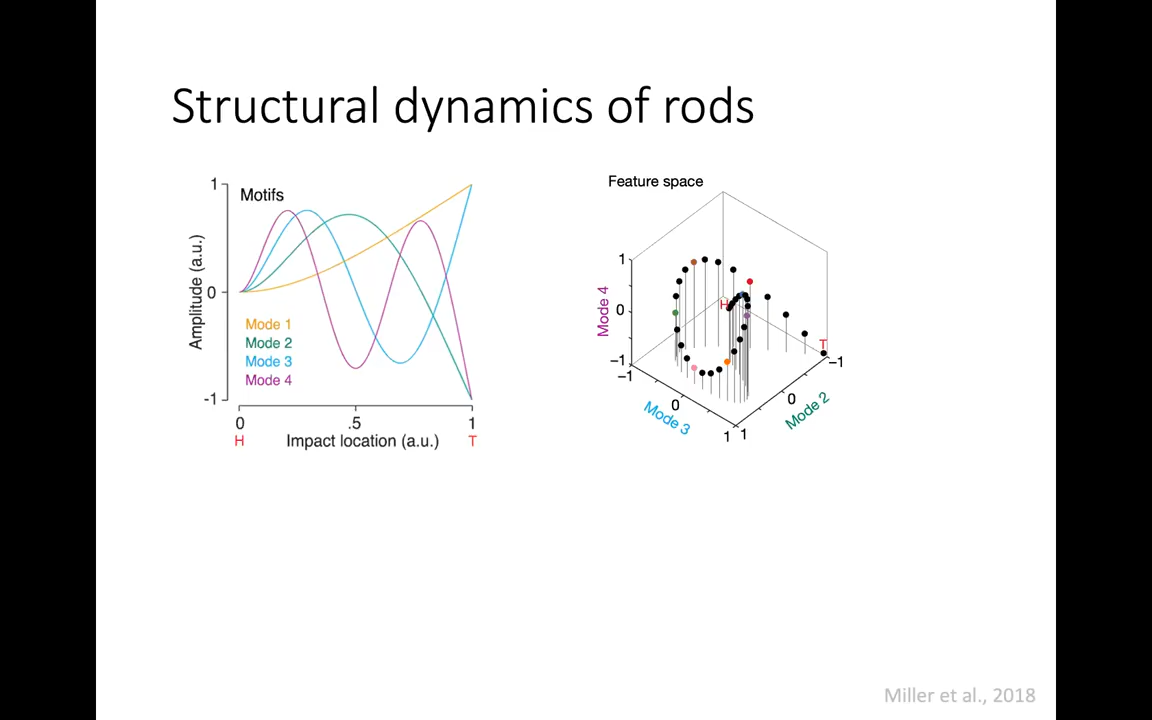 Structural dynamics of rods
Motifs
1
0
-1
Amplitude (a.u.)
Mode 1
Mode 2
Mode 3
Mode 4
0 .5 1
H Impact location (a.u.) T
Feature space
1
0
−1
Mode 4
H
T
−1
0
1
Mode 3
−1
0
1
Mode 2
Miller et al., 2018